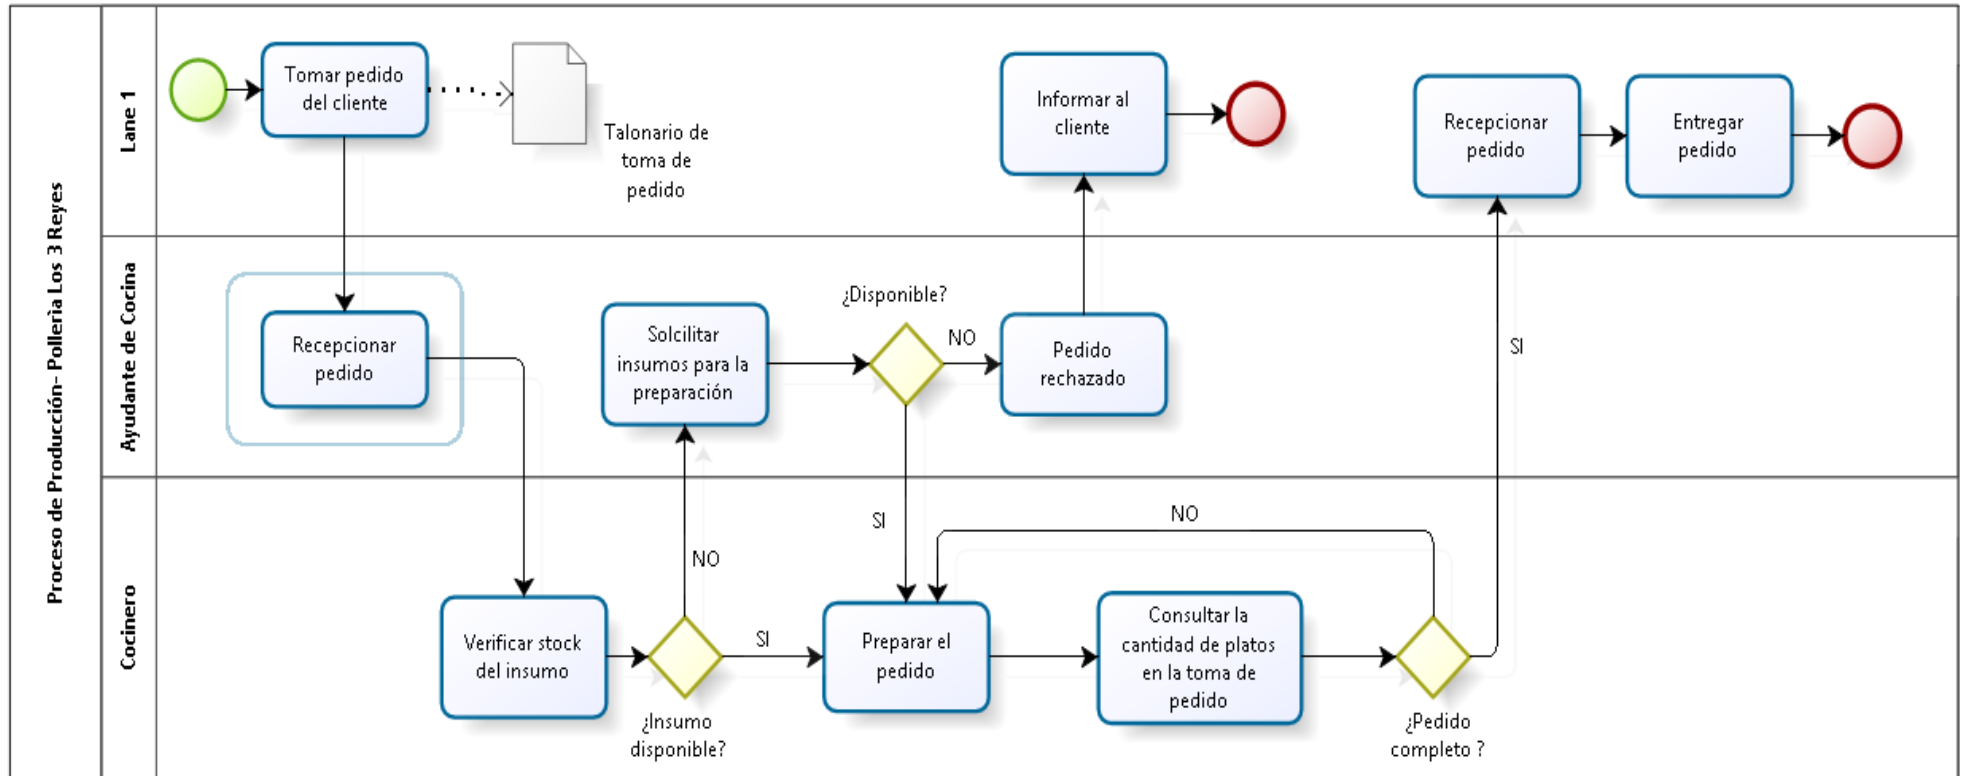 Proceso de Producción- Polleria Los 3 Reyes
Lane 1
Tomar pedido
del cliente
Talonario de
toma de
pedido
Informar al
cliente
Recepcionar
pedido
Entregar
pedido
Ayudante de Cocina
Recepcionar
pedido
Solcilitar
insumos para la
preparación
¿Disponible?
NO
Pedido
rechazado
SI
Cocinero
SI
NO
NO
Verificar stock
del insumo
¿Insumo
disponible?
SI
Preparar el
pedido
Consultar la
cantidad de platos
en la toma de
pedido
¿Pedido
completo ?